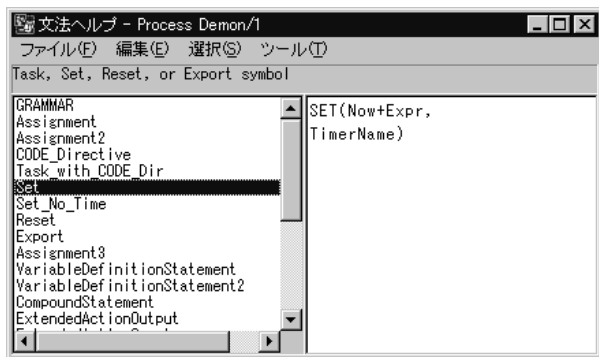 文法ヘルプ - Process Demon/1
ファイル(F) 編集(E) 選択(S) ツール(T)
Task, Set, Reset, or Export symbol
GRAMMAR
Assignment
Assignment2
CODE_Directive
Task_with_CODE_Dir
Set
Set_No_Time
Reset
Export
Assignment3
VariableDefinitionStatement
VariableDefinitionStatement2
CompoundStatement
ExtendedActionOutput
SET(Now+Expr,
TimerName)